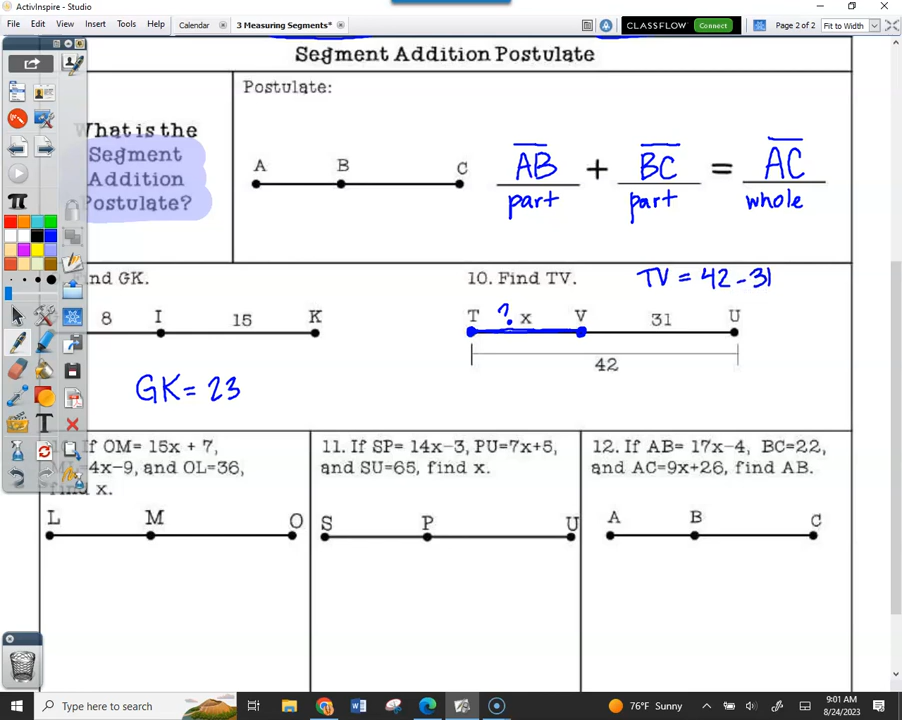 ActivInspire - Studio
File Edit View Insert Tools Help
Calendar
3 Measuring Segments*
CLASSFLOW
Connect
Page 2 of 2
Fit to Width
Segment Addition Postulate
What is the
Segment
Addition
Postulate?
Postulate:
A B C
AB + BC = AC
part part whole
nd GK.
8 I 15 K
GK = 23
10. Find TV.
TV = 42 - 31
T ? x V 31 U
42
If OM= 15x + 7,
4x-9, and OL=36,
find x.
L M O
11. If SP= 14x-3, PU=7x+5,
and SU=65, find x.
S P U
12. If AB= 17x-4, BC=22,
and AC=9x+26, find AB.
A B C
Type here to search
76°F Sunny
9:01 AM
8/24/2023